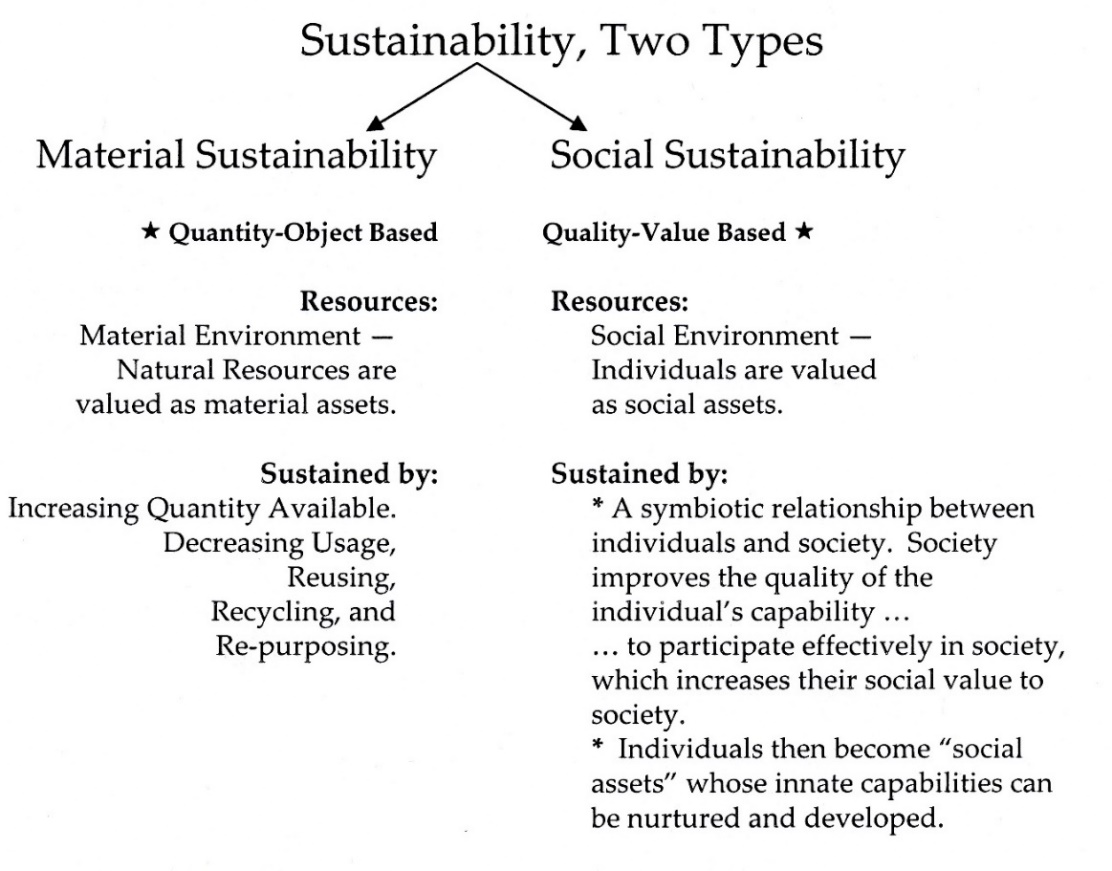 Sustainability, Two Types
Material Sustainability
★ Quantity-Object Based
Resources:
Material Environment —
Natural Resources are
valued as material assets.
Sustained by:
Increasing Quantity Available.
Decreasing Usage,
Reusing,
Recycling, and
Re-purposing.
Social Sustainability
Quality-Value Based ★
Resources:
Social Environment —
Individuals are valued
as social assets.
Sustained by:
* A symbiotic relationship between
individuals and society.  Society
improves the quality of the
individual’s capability …
… to participate effectively in society,
which increases their social value to
society.
*  Individuals then become “social
assets” whose innate capabilities can
be nurtured and developed.